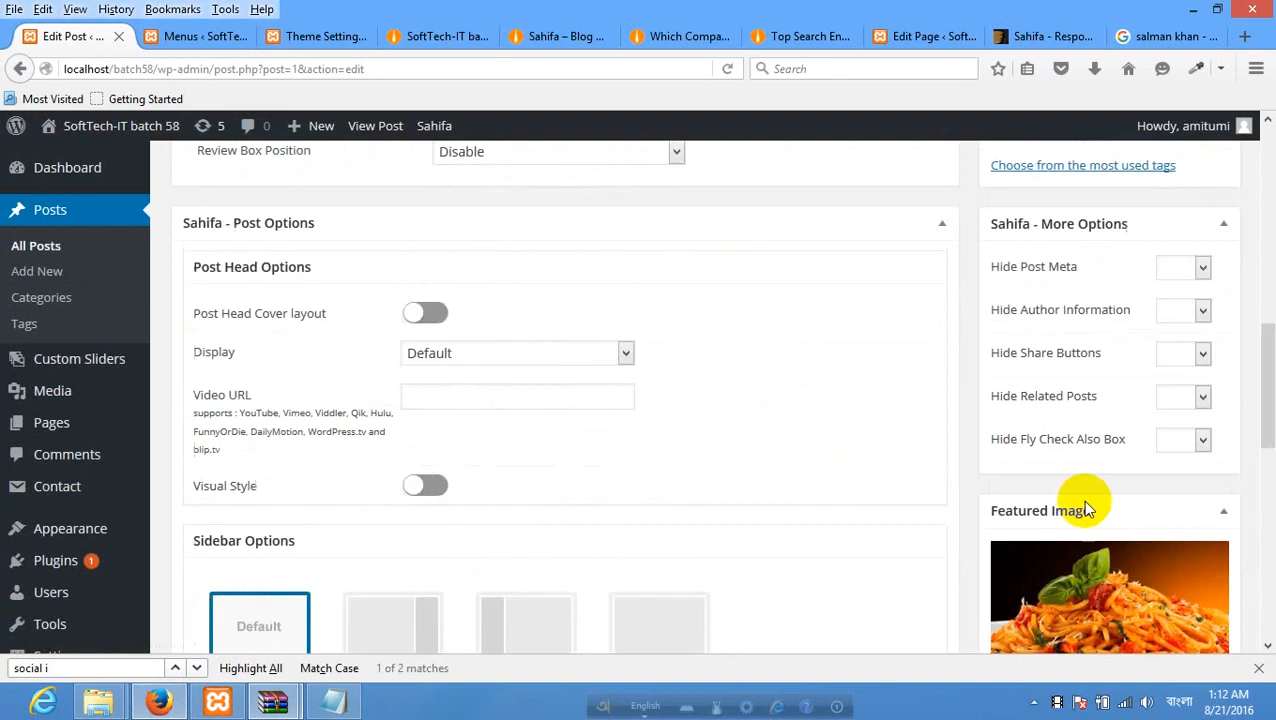 File Edit View History Bookmarks Tools Help
Edit Post ‹ ... Menus ‹ SoftTech-IT ... Theme Setting... SoftTech-IT ba... Sahifa – Blog ... Which Compa... Top Search En... Edit Page ‹ Soft... Sahifa - Respo... salman khan - ...
localhost/batch58/wp-admin/post.php?post=1&action=edit Search
Most Visited Getting Started
SoftTech-IT batch 58 5 0 New View Post Sahifa Howdy, amitumi
Dashboard
Posts
All Posts
Add New
Categories
Tags
Custom Sliders
Media
Pages
Comments
Contact
Appearance
Plugins 1
Users
Tools
Review Box Position Disable
Sahifa - Post Options
Post Head Options
Post Head Cover layout
Display Default
Video URL
supports : YouTube, Vimeo, Viddler, Qik, Hulu,
FunnyOrDie, DailyMotion, WordPress.tv and
blip.tv
Visual Style
Sidebar Options
Default
Choose from the most used tags
Sahifa - More Options
Hide Post Meta
Hide Author Information
Hide Share Buttons
Hide Related Posts
Hide Fly Check Also Box
Featured Image
social i Highlight All Match Case 1 of 2 matches
English
বাংলা
1:12 AM
8/21/2016